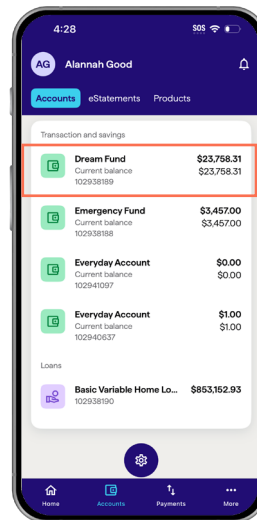 4:28 SOS
AG Alannah Good
Accounts eStatements Products
Transaction and savings
Dream Fund $23,758.31
Current balance $23,758.31
102938189
Emergency Fund $3,457.00
Current balance $3,457.00
102938188
Everyday Account $0.00
Current balance $0.00
102941097
Everyday Account $1.00
Current balance $1.00
102940637
Loans
Basic Variable Home Lo... $853,152.93
102938190
Home Accounts Payments More